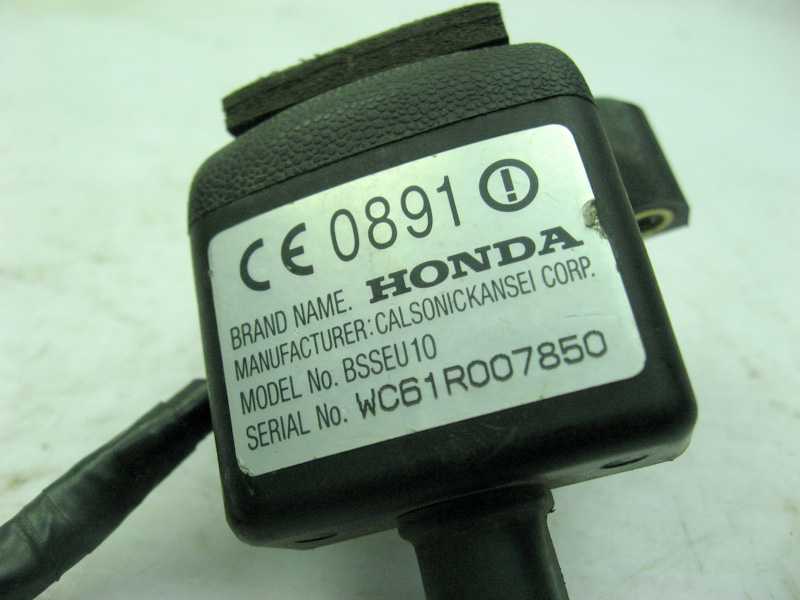 CE 0891 !
BRAND NAME. HONDA
MANUFACTURER: CALSONICKANSEI CORP.
MODEL No. BSSEU10
SERIAL No. WC61R007850